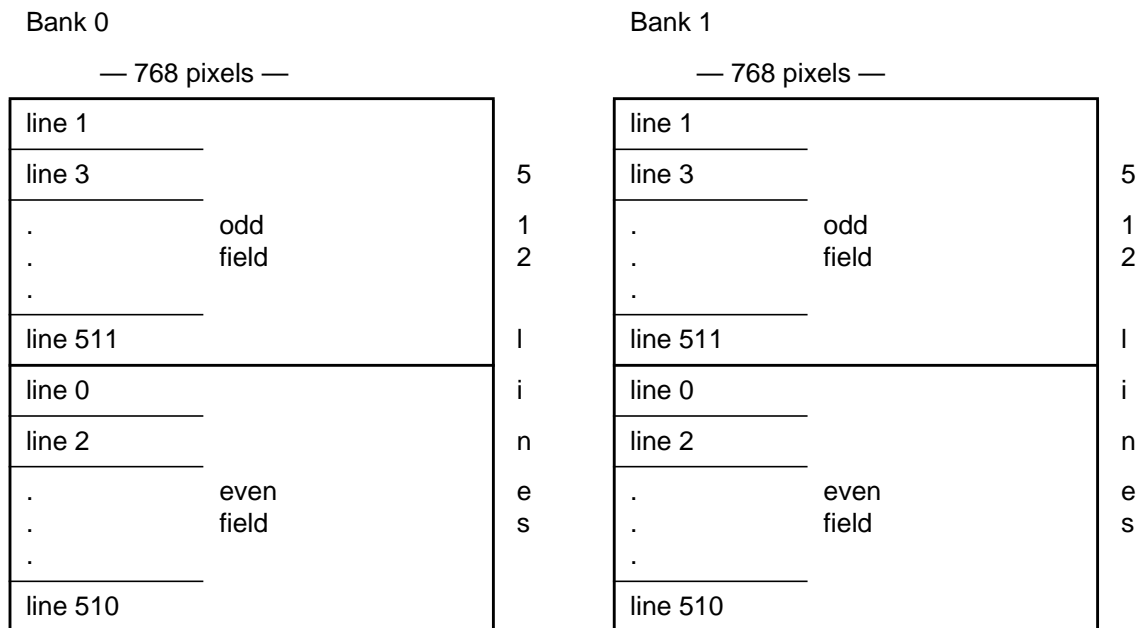 Bank 0
— 768 pixels —
line 1
line 3
.
.
.
odd
field
line 511
line 0
line 2
.
.
.
even
field
line 510
5
1
2
l
i
n
e
s
Bank 1
— 768 pixels —
line 1
line 3
.
.
.
odd
field
line 511
line 0
line 2
.
.
.
even
field
line 510
5
1
2
l
i
n
e
s